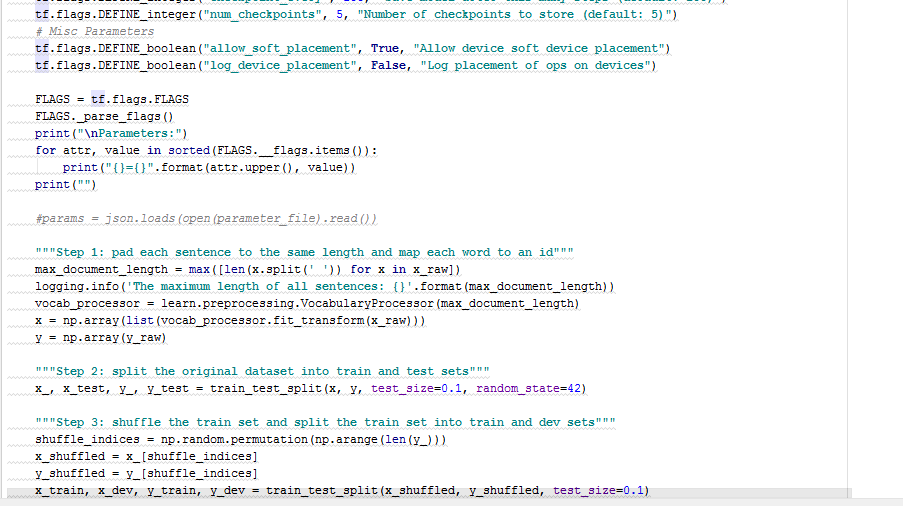 tf.flags.DEFINE_integer("num_checkpoints", 5, "Number of checkpoints to store (default: 5)")
# Misc Parameters
tf.flags.DEFINE_boolean("allow_soft_placement", True, "Allow device soft device placement")
tf.flags.DEFINE_boolean("log_device_placement", False, "Log placement of ops on devices")
FLAGS = tf.flags.FLAGS
FLAGS._parse_flags()
print("\nParameters:")
for attr, value in sorted(FLAGS.__flags.items()):
    print("{}={}".format(attr.upper(), value))
print("")
#params = json.loads(open(parameter_file).read())
"""Step 1: pad each sentence to the same length and map each word to an id"""
max_document_length = max([len(x.split(' ')) for x in x_raw])
logging.info('The maximum length of all sentences: {}'.format(max_document_length))
vocab_processor = learn.preprocessing.VocabularyProcessor(max_document_length)
x = np.array(list(vocab_processor.fit_transform(x_raw)))
y = np.array(y_raw)
"""Step 2: split the original dataset into train and test sets"""
x_, x_test, y_, y_test = train_test_split(x, y, test_size=0.1, random_state=42)
"""Step 3: shuffle the train set and split the train set into train and dev sets"""
shuffle_indices = np.random.permutation(np.arange(len(y_)))
x_shuffled = x_[shuffle_indices]
y_shuffled = y_[shuffle_indices]
x_train, x_dev, y_train, y_dev = train_test_split(x_shuffled, y_shuffled, test_size=0.1)